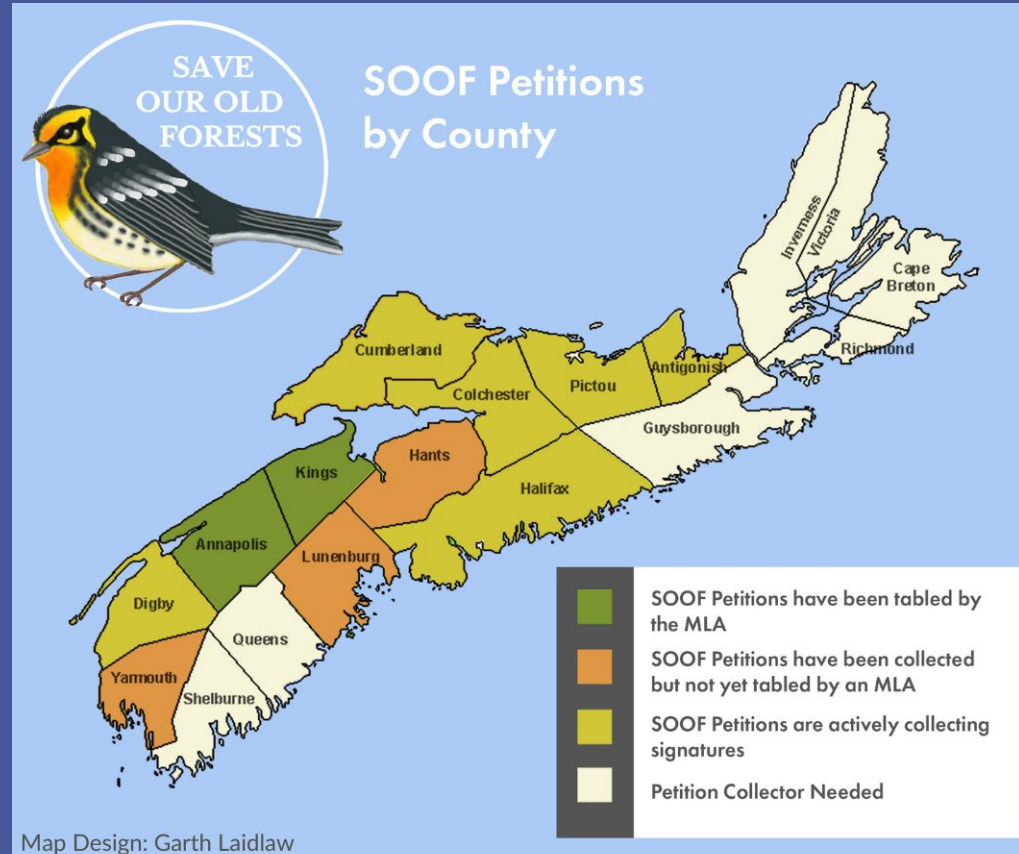 SAVE
OUR OLD
FORESTS
SOOF Petitions
by County
Inverness
Victoria
Cape
Breton
Richmond
Cumberland
Colchester
Pictou
Antigonish
Guysborough
Hants
Kings
Halifax
Annapolis
Lunenburg
Digby
Queens
Yarmouth
Shelburne
SOOF Petitions have been tabled by
the MLA
SOOF Petitions have been collected
but not yet tabled by an MLA
SOOF Petitions are actively collecting
signatures
Petition Collector Needed
Map Design: Garth Laidlaw